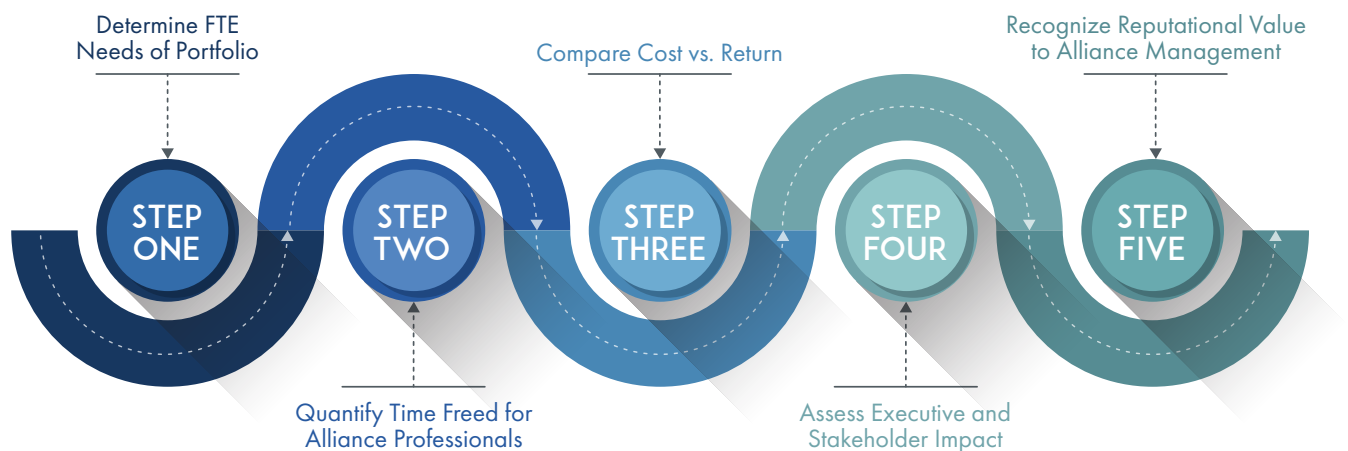 Determine FTE
Needs of Portfolio
STEP
ONE
STEP
TWO
Quantify Time Freed for
Alliance Professionals
Compare Cost vs. Return
STEP
THREE
STEP
FOUR
Assess Executive and
Stakeholder Impact
Recognize Reputational Value
to Alliance Management
STEP
FIVE